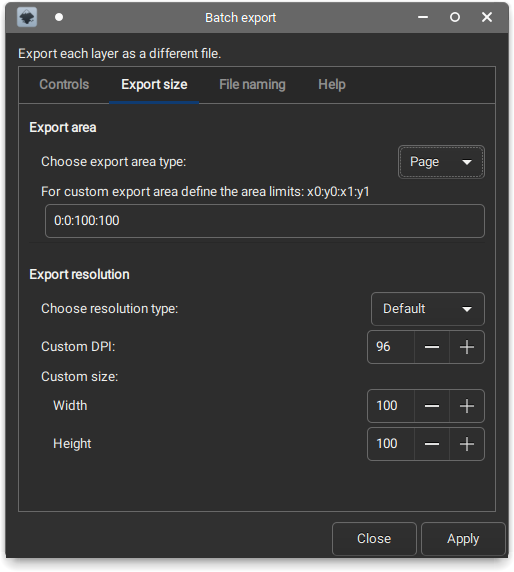 Batch export
Export each layer as a different file.
Controls Export size File naming Help
Export area
Choose export area type: Page
For custom export area define the area limits: x0:y0:x1:y1
0:0:100:100
Export resolution
Choose resolution type: Default
Custom DPI: 96
Custom size:
Width 100
Height 100
Close Apply